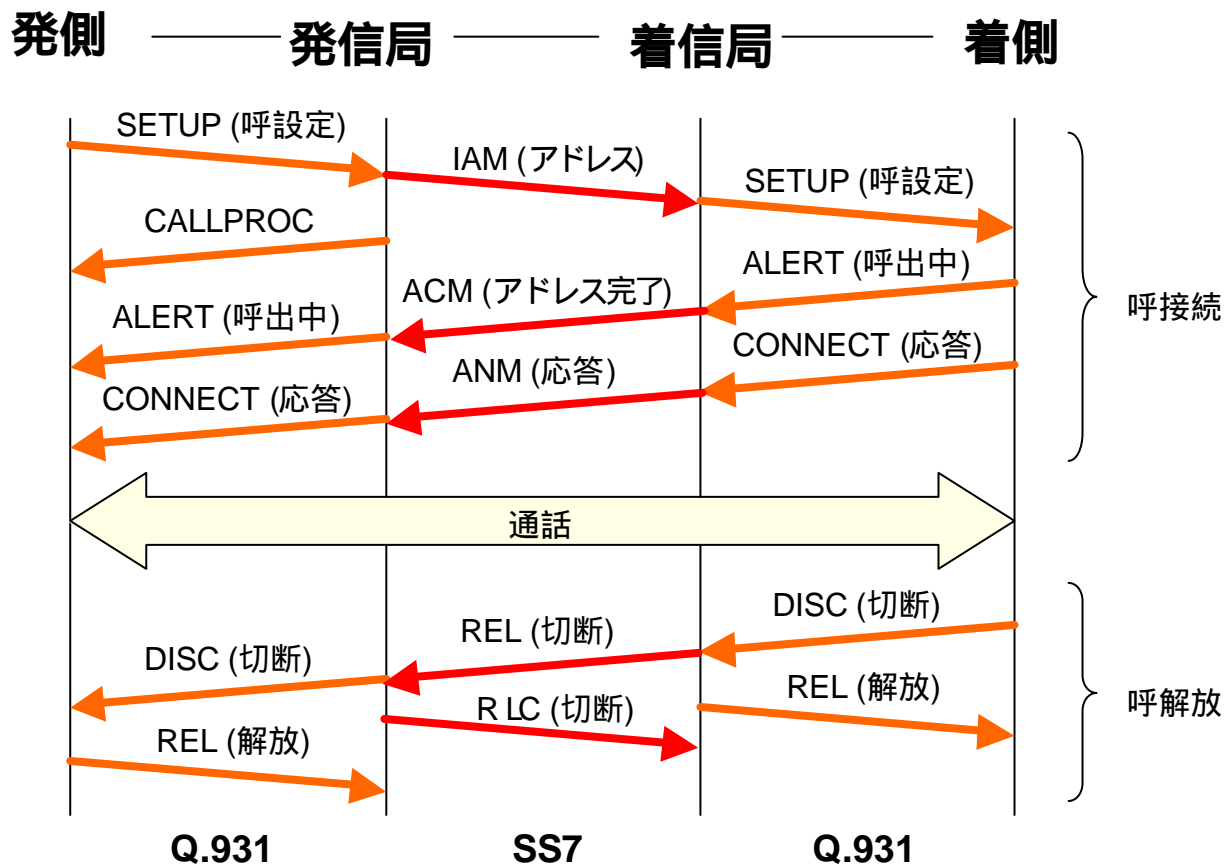 発側 発信局 着信局 着側
SETUP (呼設定)
IAM (アドレス)
SETUP (呼設定)
CALLPROC
ALERT (呼出中)
ACM (アドレス完了)
ALERT (呼出中)
CONNECT (応答)
ANM (応答)
CONNECT (応答)
呼接続
通話
DISC (切断)
REL (切断)
DISC (切断)
REL (解放)
RLC (切断)
REL (解放)
呼解放
Q.931 SS7 Q.931